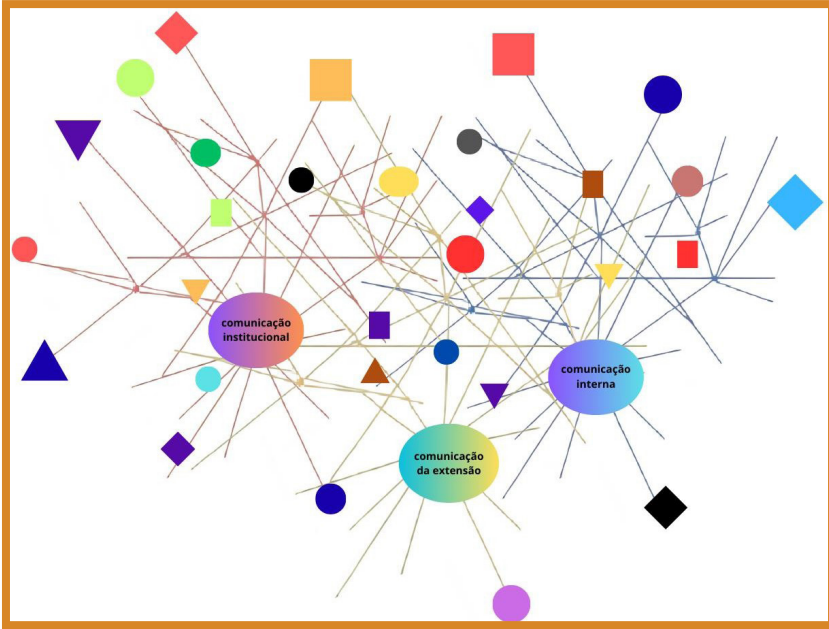 comunicação
institucional
comunicação
interna
comunicação
da extensão